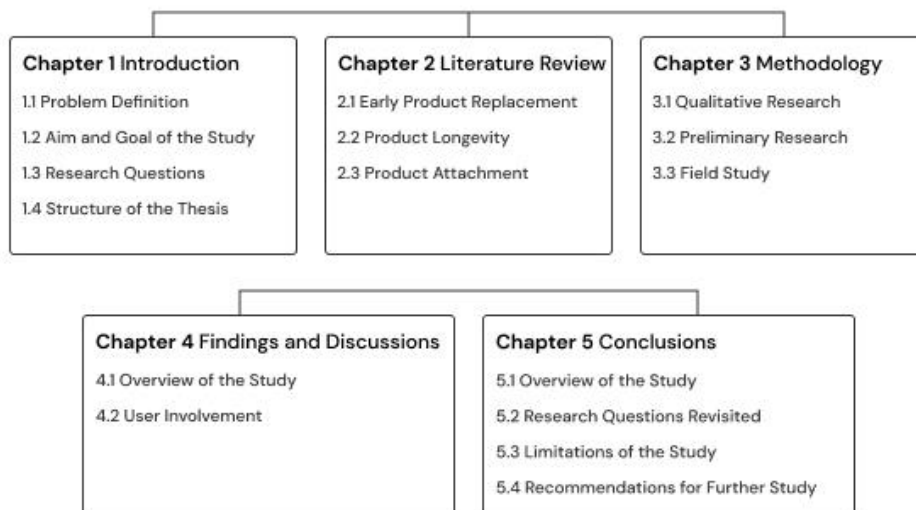 Chapter 1 Introduction
1.1 Problem Definition
1.2 Aim and Goal of the Study
1.3 Research Questions
1.4 Structure of the Thesis
Chapter 2 Literature Review
2.1 Early Product Replacement
2.2 Product Longevity
2.3 Product Attachment
Chapter 3 Methodology
3.1 Qualitative Research
3.2 Preliminary Research
3.3 Field Study
Chapter 4 Findings and Discussions
4.1 Overview of the Study
4.2 User Involvement
Chapter 5 Conclusions
5.1 Overview of the Study
5.2 Research Questions Revisited
5.3 Limitations of the Study
5.4 Recommendations for Further Study